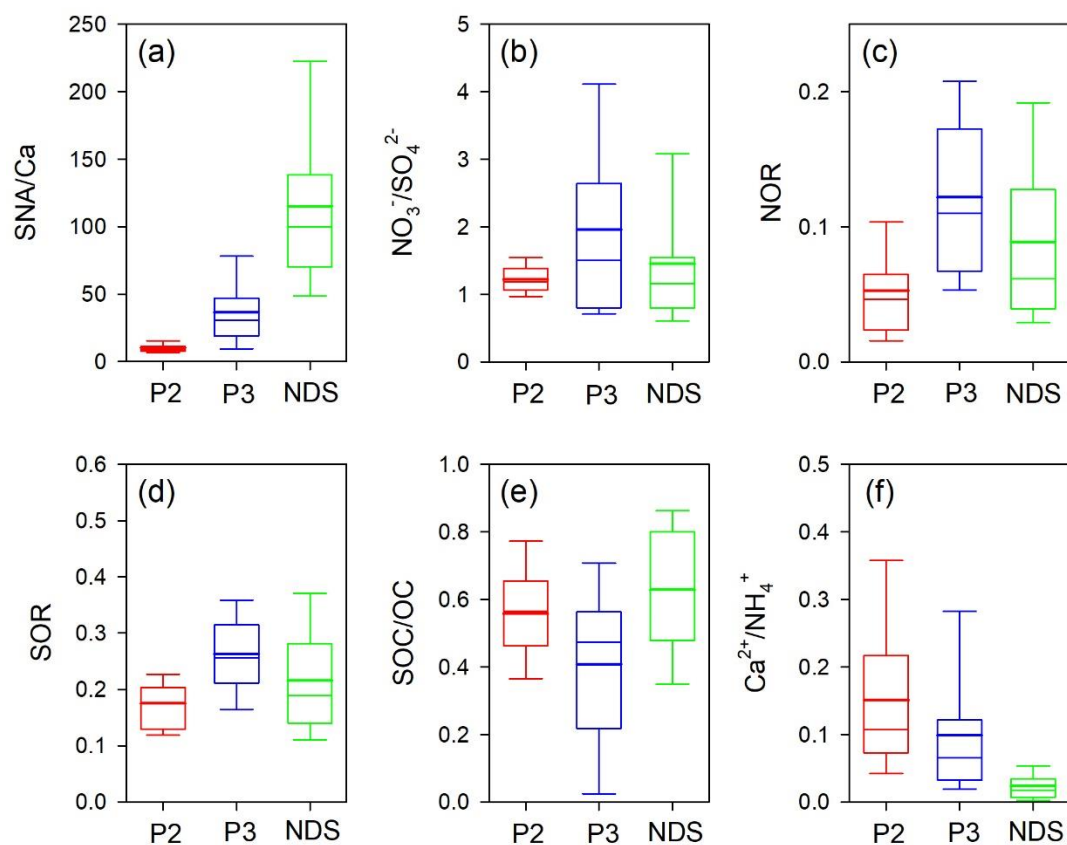 (a)
SNA/Ca
250
200
150
100
50
0
P2 P3 NDS
(b)
NO₃⁻/SO₄²⁻
5
4
3
2
1
0
P2 P3 NDS
(c)
NOR
0.2
0.1
0.0
P2 P3 NDS
(d)
SOR
0.6
0.5
0.4
0.3
0.2
0.1
0.0
P2 P3 NDS
(e)
SOC/OC
1.0
0.8
0.6
0.4
0.2
0.0
P2 P3 NDS
(f)
Ca²⁺/NH₄⁺
0.5
0.4
0.3
0.2
0.1
0.0
P2 P3 NDS